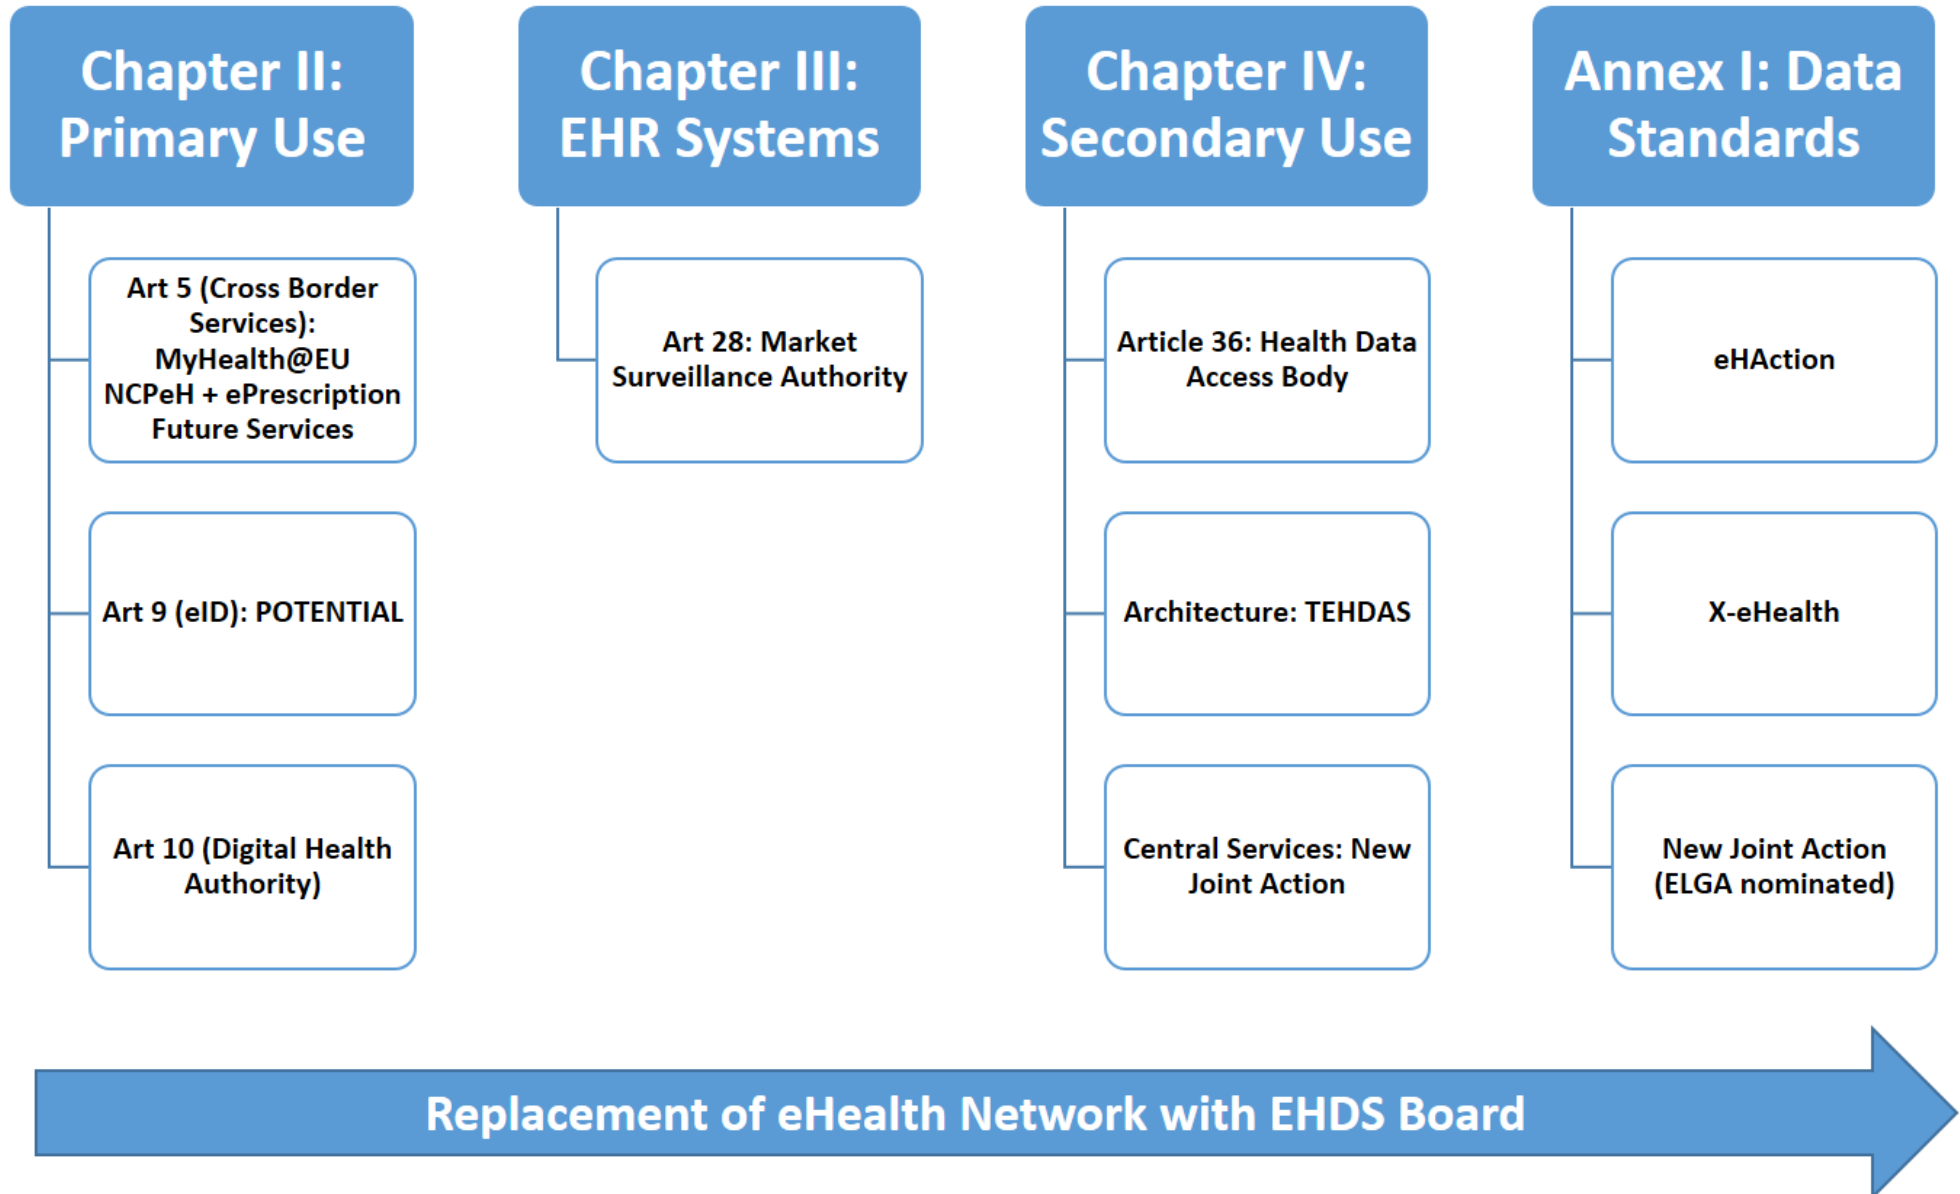 Chapter II:
Primary Use
Art 5 (Cross Border
Services):
MyHealth@EU
NCPeH + ePrescription
Future Services
Art 9 (eID): POTENTIAL
Art 10 (Digital Health
Authority)
Chapter III:
EHR Systems
Art 28: Market
Surveillance Authority
Chapter IV:
Secondary Use
Article 36: Health Data
Access Body
Architecture: TEHDAS
Central Services: New
Joint Action
Annex I: Data
Standards
eHAction
X-eHealth
New Joint Action
(ELGA nominated)
Replacement of eHealth Network with EHDS Board